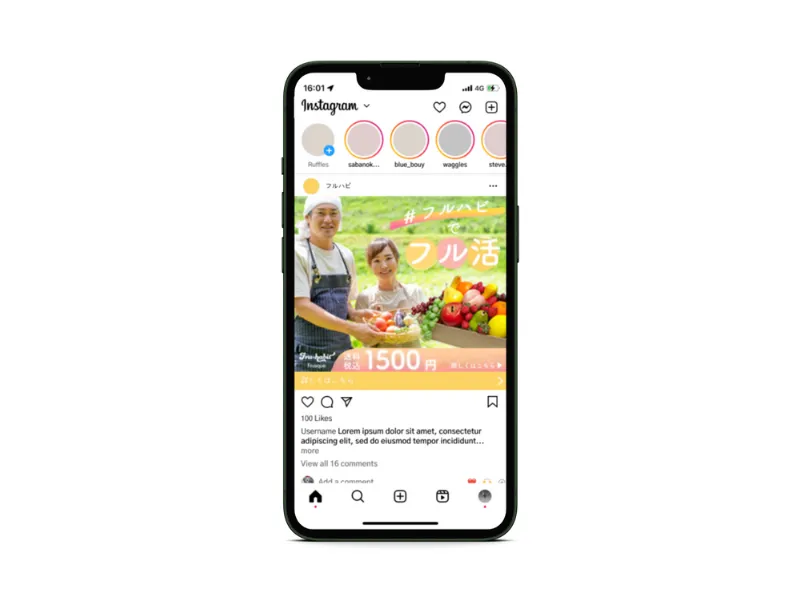 16:01
4G
Instagram
Ruffles
sabanok...
blue_bouy
waggles
steve
フルハビ
#フルハビ
で
フル活
送料
税込
1500円
詳しくはこちら
詳しくはこちら
100 Likes
Username Lorem ipsum dolor sit amet, consectetur
adipiscing elit, sed do eiusmod tempor incididunt...
more
View all 16 comments
Add a comment